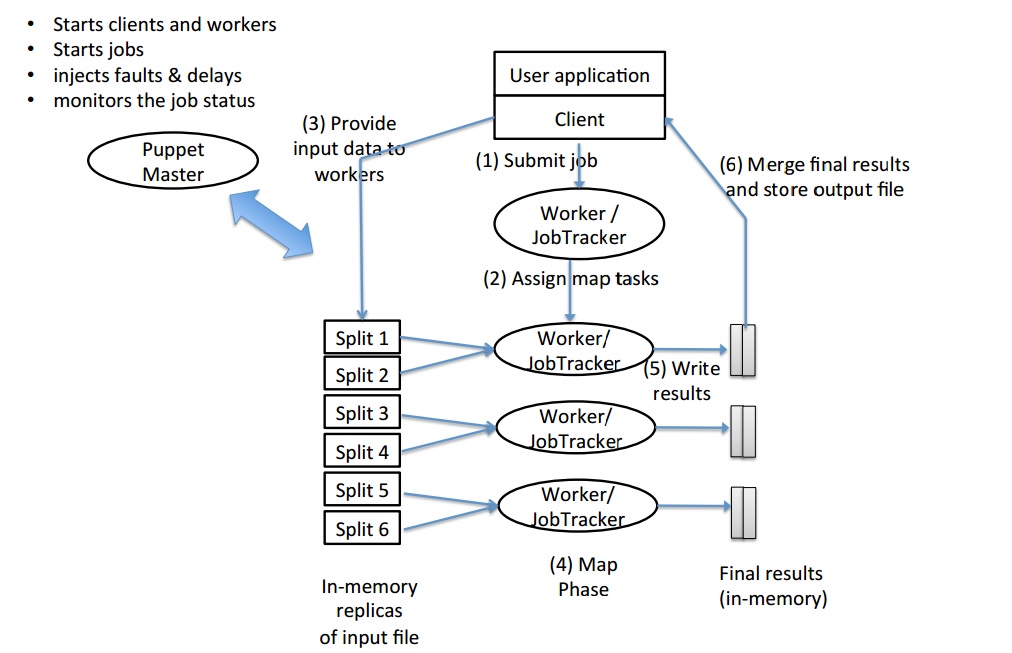 • Starts clients and workers
• Starts jobs
• injects faults & delays
• monitors the job status
Puppet
Master
(3) Provide
input data to
workers
User application
Client
(1) Submit job
Worker /
JobTracker
(2) Assign map tasks
(6) Merge final results
and store output file
Split 1
Split 2
Split 3
Split 4
Split 5
Split 6
Worker/
JobTracker
(5) Write
results
Worker/
JobTracker
Worker/
JobTracker
(4) Map
Phase
In-memory
replicas
of input file
Final results
(in-memory)